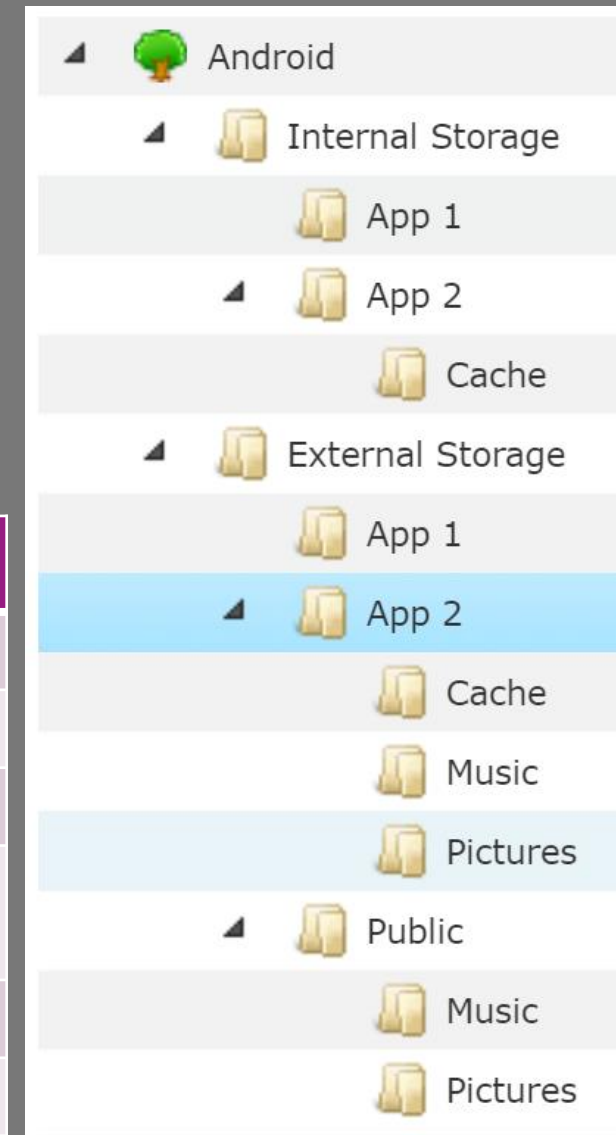 Android
Internal Storage
App 1
App 2
Cache
External Storage
App 1
App 2
Cache
Music
Pictures
Public
Music
Pictures